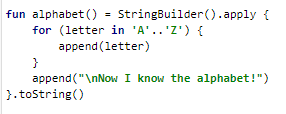 fun alphabet() = StringBuilder().apply {
    for (letter in 'A'..'Z') {
        append(letter)
    }
    append("\nNow I know the alphabet!")
}.toString()